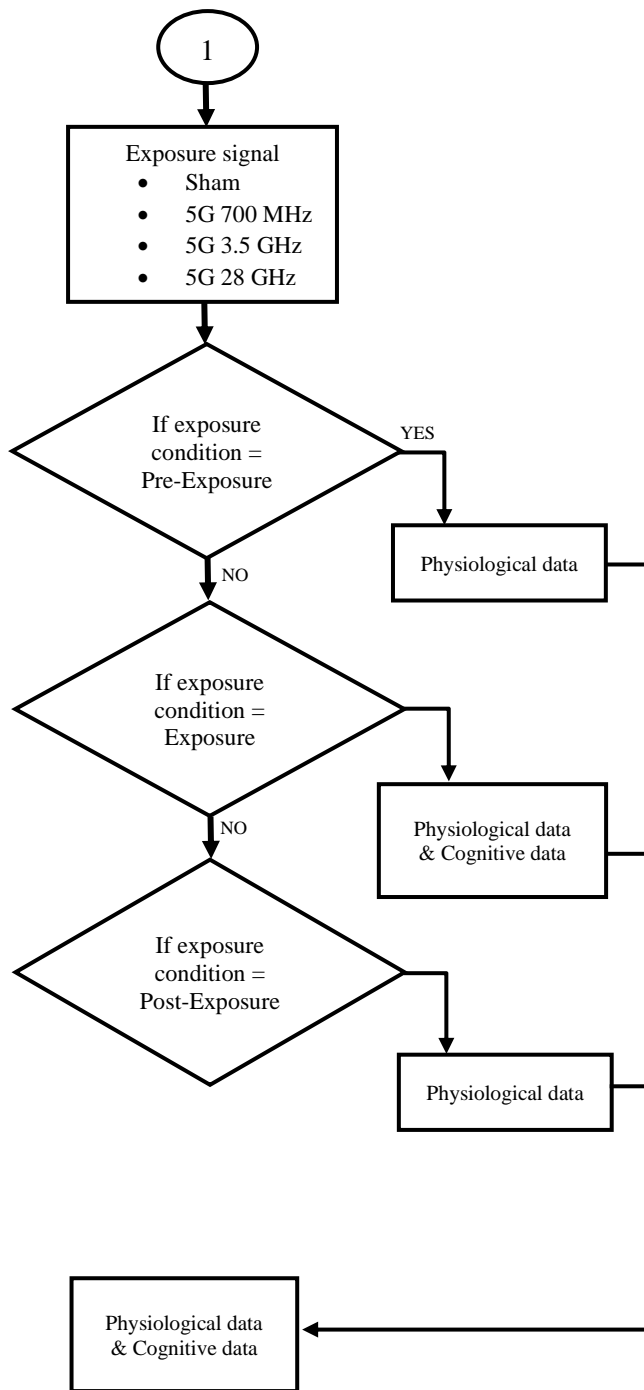 1
Exposure signal
• Sham
• 5G 700 MHz
• 5G 3.5 GHz
• 5G 28 GHz
If exposure
condition =
Pre-Exposure
YES
Physiological data
NO
If exposure
condition =
Exposure
Physiological data
& Cognitive data
NO
If exposure
condition =
Post-Exposure
Physiological data
Physiological data
& Cognitive data